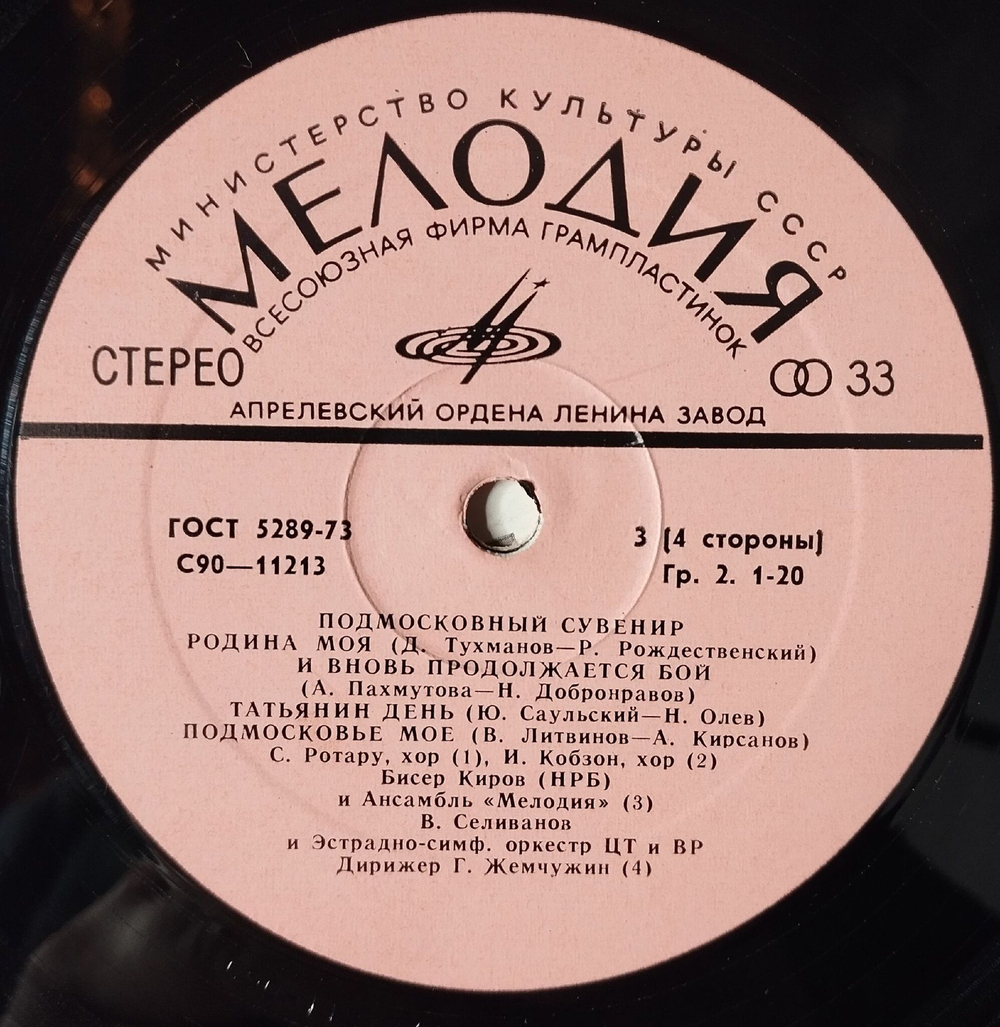 МИНИСТЕРСТВО КУЛЬТУРЫ СССР
МЕЛОДИЯ
ВСЕСОЮЗНАЯ ФИРМА ГРАМПЛАСТИНОК
СТЕРЕО
33
АПРЕЛЕВСКИЙ ОРДЕНА ЛЕНИНА ЗАВОД
ГОСТ 5289-73
С90—11213
3 (4 стороны)
Гр. 2. 1-20
ПОДМОСКОВНЫЙ СУВЕНИР
РОДИНА МОЯ (Д. Тухманов—Р. Рождественский)
И ВНОВЬ ПРОДОЛЖАЕТСЯ БОЙ
(А. Пахмутова—Н. Добронравов)
ТАТЬЯНИН ДЕНЬ (Ю. Саульский—Н. Олев)
ПОДМОСКОВЬЕ МОЕ (В. Литвинов—А. Кирсанов)
С. Ротару, хор (1), И. Кобзон, хор (2)
Бисер Киров (НРБ)
и Ансамбль «Мелодия» (3)
В. Селиванов
и Эстрадно-симф. оркестр ЦТ и ВР
Дирижер Г. Жемчужин (4)